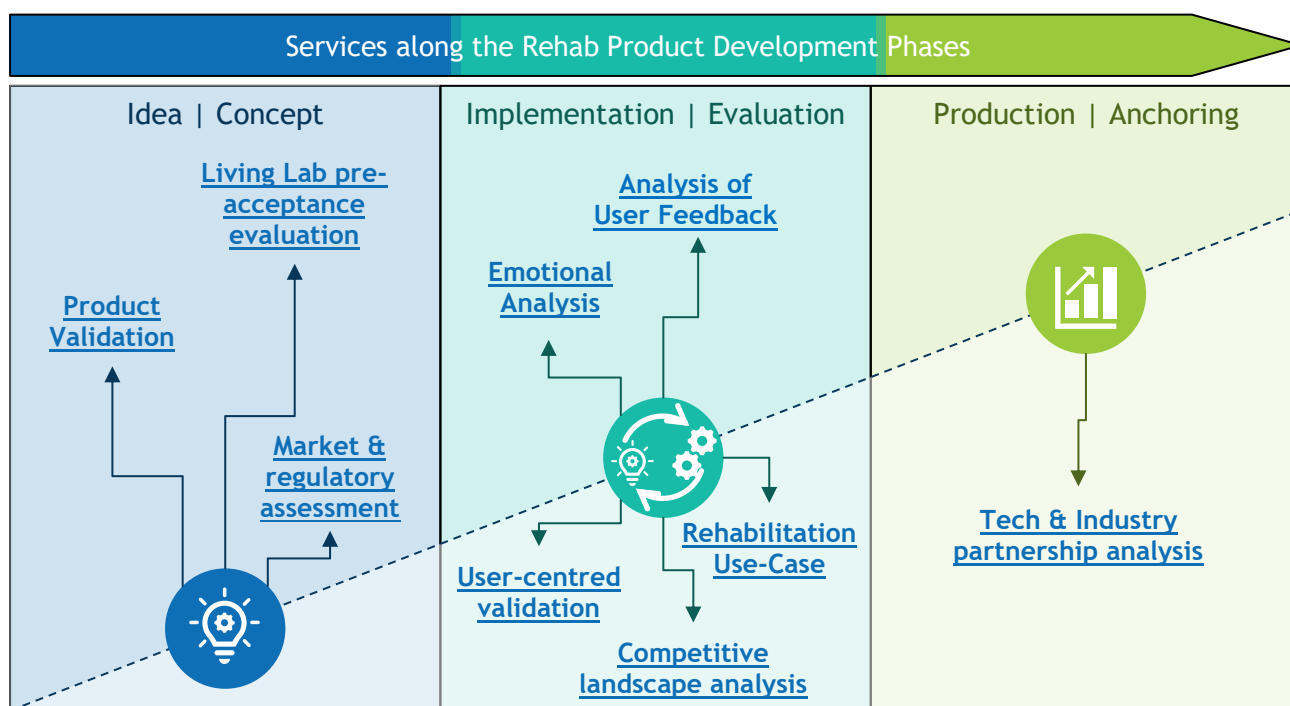 Services along the Rehab Product Development Phases
Idea | Concept
Living Lab pre-
acceptance
evaluation
Product
Validation
Market &
regulatory
assessment
Implementation | Evaluation
Analysis of
User Feedback
Emotional
Analysis
Rehabilitation
Use-Case
User-centred
validation
Competitive
landscape analysis
Production | Anchoring
Tech & Industry
partnership analysis